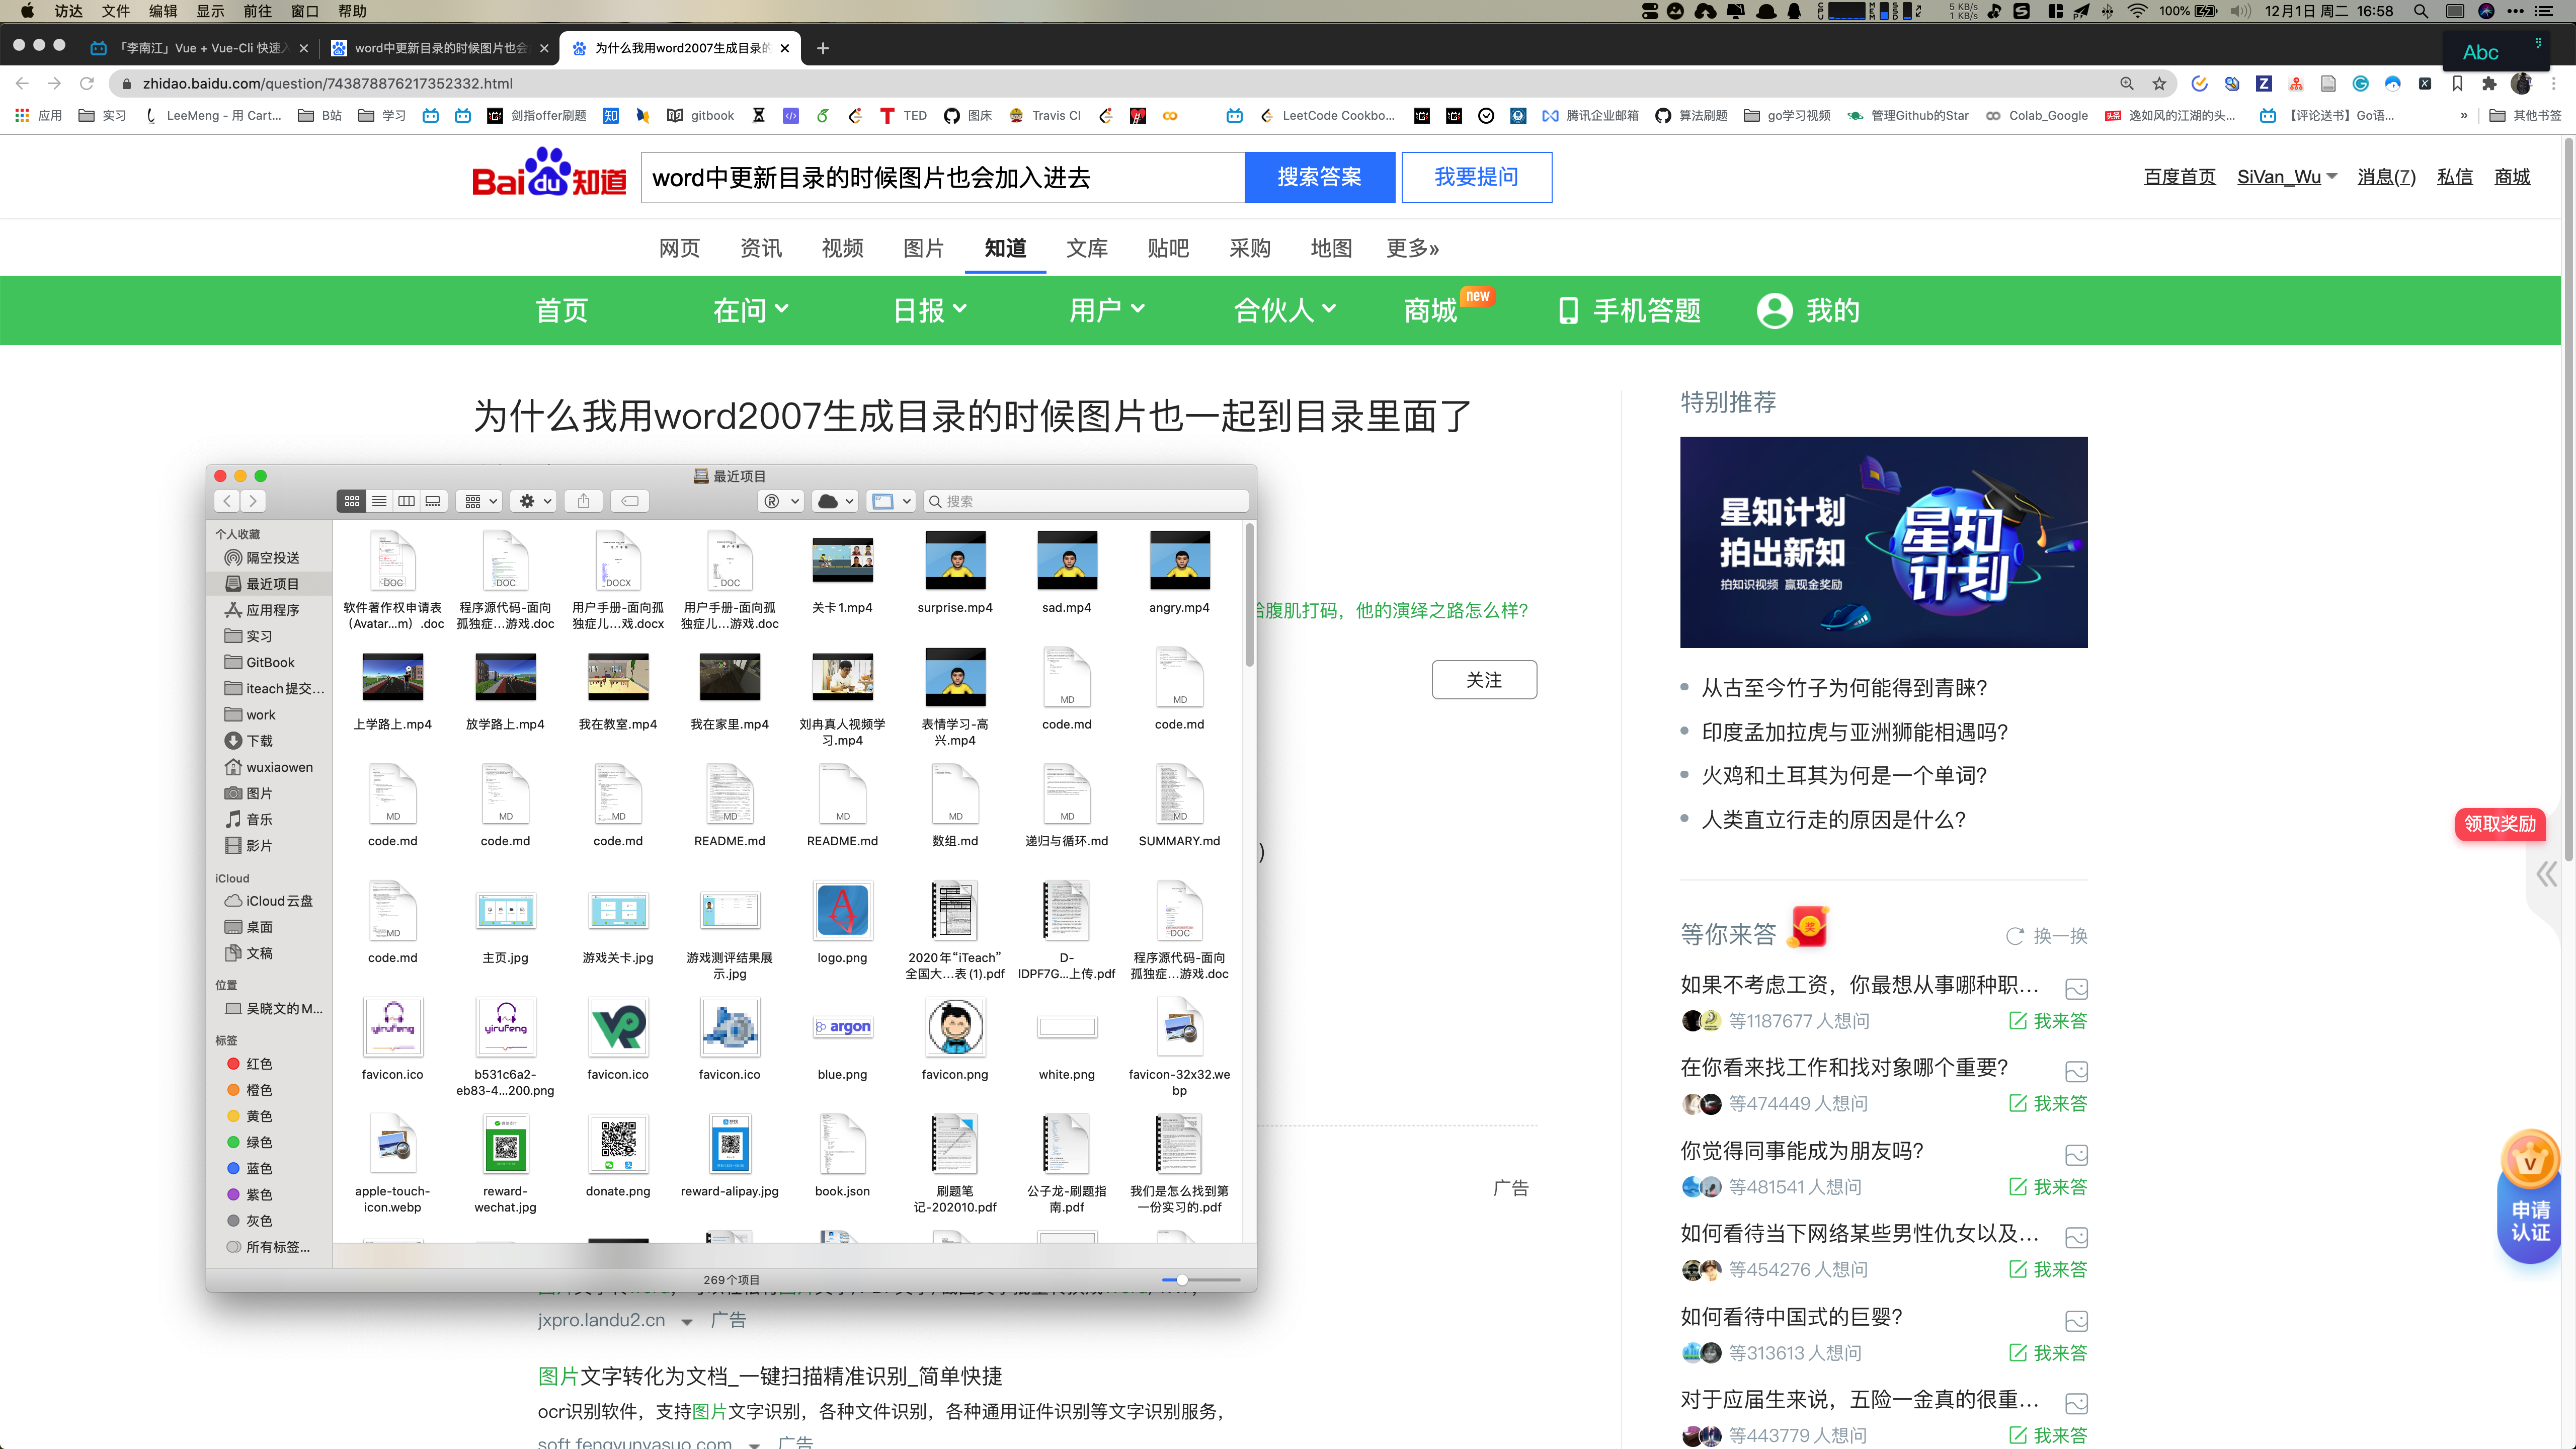 访达 文件 编辑 显示 前往 窗口 帮助
5 KB/s
1 KB/s
100%
12月1日 周二 16:58
「李南江」Vue + Vue-Cli 快速入
word中更新目录的时候图片也会
为什么我用word2007生成目录的
Abc
zhidao.baidu.com/question/743878876217352332.html
应用 实习 LeeMeng - 用 Cart... B站 学习 剑指offer刷题 gitbook TED 图床 Travis CI LeetCode Cookbo... 腾讯企业邮箱 算法刷题 go学习视频 管理Github的Star Colab_Google 逸如风的江湖的头... 【评论送书】Go语... » 其他书签
Bai du 知道
word中更新目录的时候图片也会加入进去
搜索答案
我要提问
百度首页 SiVan_Wu 消息(7) 私信 商城
网页 资讯 视频 图片 知道 文库 贴吧 采购 地图 更多»
首页 在问 日报 用户 合伙人 商城 new 手机答题 我的
为什么我用word2007生成目录的时候图片也一起到目录里面了
最近项目
搜索
个人收藏
隔空投送
最近项目
应用程序
实习
GitBook
iteach提交...
work
下载
wuxiaowen
图片
音乐
影片
iCloud
iCloud云盘
桌面
文稿
位置
吴晓文的M...
标签
红色
橙色
黄色
绿色
蓝色
紫色
灰色
所有标签...
软件著作权申请表（Avatar...m）.doc
程序源代码-面向孤独症...游戏.doc
用户手册-面向孤独症儿...戏.docx
用户手册-面向孤独症儿...游戏.doc
关卡1.mp4
surprise.mp4
sad.mp4
angry.mp4
上学路上.mp4
放学路上.mp4
我在教室.mp4
我在家里.mp4
刘冉真人视频学习.mp4
表情学习-高兴.mp4
code.md
code.md
code.md
code.md
code.md
README.md
README.md
数组.md
递归与循环.md
SUMMARY.md
code.md
主页.jpg
游戏关卡.jpg
游戏测评结果展示.jpg
logo.png
2020年“iTeach”全国大...表(1).pdf
D-lDPF7G...上传.pdf
程序源代码-面向孤独症...游戏.doc
favicon.ico
b531c6a2-eb83-4...200.png
favicon.ico
favicon.ico
argon
blue.png
favicon.png
white.png
favicon-32x32.webp
apple-touch-icon.webp
reward-wechat.jpg
donate.png
reward-alipay.jpg
book.json
刷题笔记-202010.pdf
公子龙-刷题指南.pdf
我们是怎么找到第一份实习的.pdf
269个项目
腹肌打码，他的演绎之路怎么样?
关注
)
广告
jxpro.landu2.cn 广告
图片文字转化为文档_一键扫描精准识别_简单快捷
ocr识别软件，支持图片文字识别，各种文件识别，各种通用证件识别等文字识别服务，
soft.fengyunyasuo.com 广告
特别推荐
星知计划
拍出新知
拍知识视频 赢现金奖励
星知计划
从古至今竹子为何能得到青睐?
印度孟加拉虎与亚洲狮能相遇吗?
火鸡和土耳其为何是一个单词?
人类直立行走的原因是什么?
等你来答
奖
换一换
如果不考虑工资，你最想从事哪种职...
等1187677人想问 我来答
在你看来找工作和找对象哪个重要?
等474449人想问 我来答
你觉得同事能成为朋友吗?
等481541人想问 我来答
如何看待当下网络某些男性仇女以及...
等454276人想问 我来答
如何看待中国式的巨婴?
等313613人想问 我来答
对于应届生来说，五险一金真的很重...
等443779人想问 我来答
领取奖励
V
申请
认证